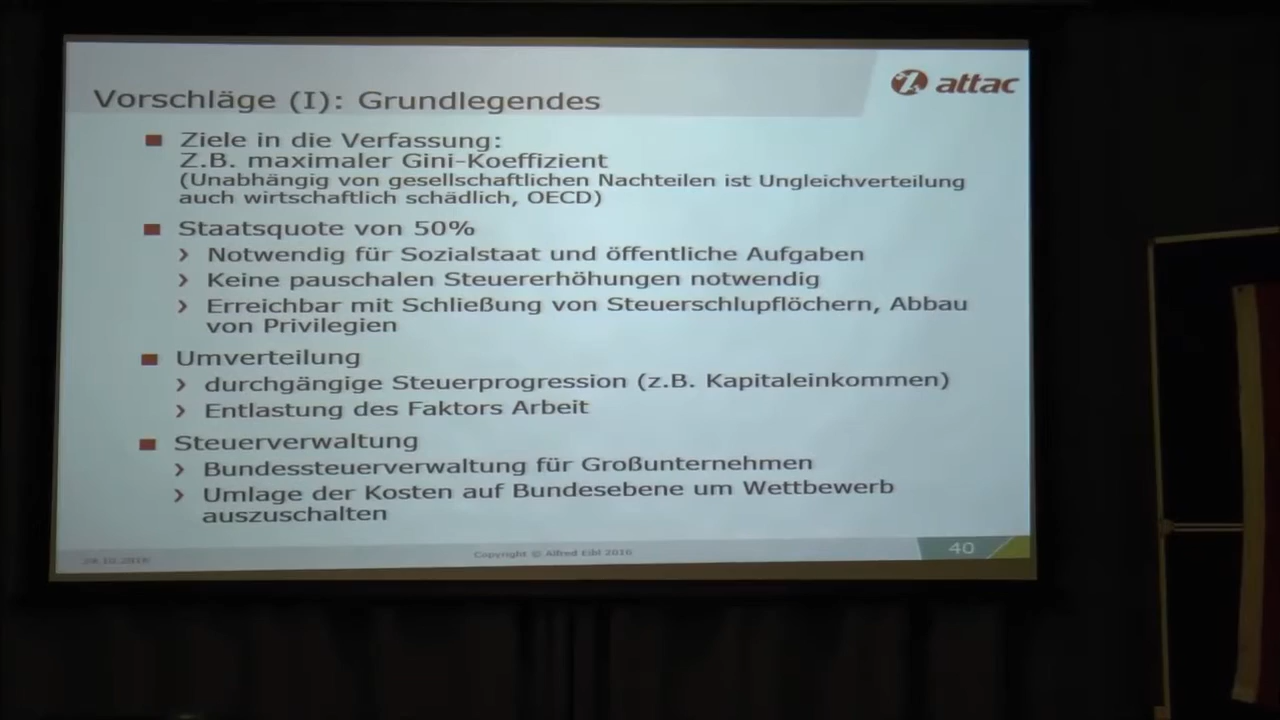 attac
Vorschläge (I): Grundlegendes
Ziele in die Verfassung:
Z.B. maximaler Gini-Koeffizient
(Unabhängig von gesellschaftlichen Nachteilen ist Ungleichverteilung
auch wirtschaftlich schädlich, OECD)
Staatsquote von 50%
› Notwendig für Sozialstaat und öffentliche Aufgaben
› Keine pauschalen Steuererhöhungen notwendig
› Erreichbar mit Schließung von Steuerschlupflöchern, Abbau
von Privilegien
Umverteilung
› durchgängige Steuerprogression (z.B. Kapitaleinkommen)
› Entlastung des Faktors Arbeit
Steuerverwaltung
› Bundessteuerverwaltung für Großunternehmen
› Umlage der Kosten auf Bundesebene um Wettbewerb
auszuschalten
Copyright © Alfred Eibl 2016
40